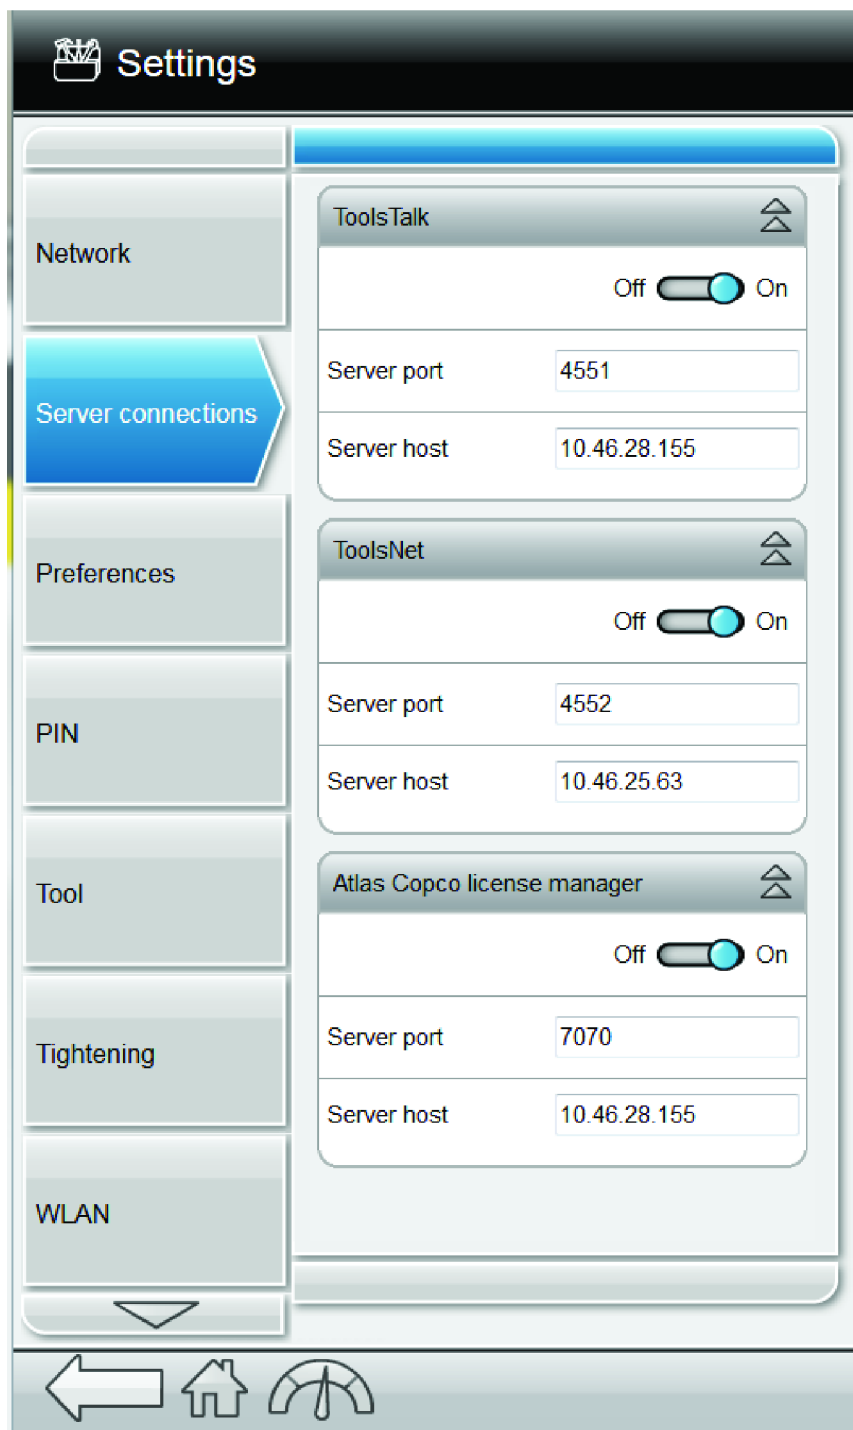 Settings
Network
Server connections
Preferences
PIN
Tool
Tightening
WLAN
ToolsTalk
Off On
Server port 4551
Server host 10.46.28.155
ToolsNet
Off On
Server port 4552
Server host 10.46.25.63
Atlas Copco license manager
Off On
Server port 7070
Server host 10.46.28.155